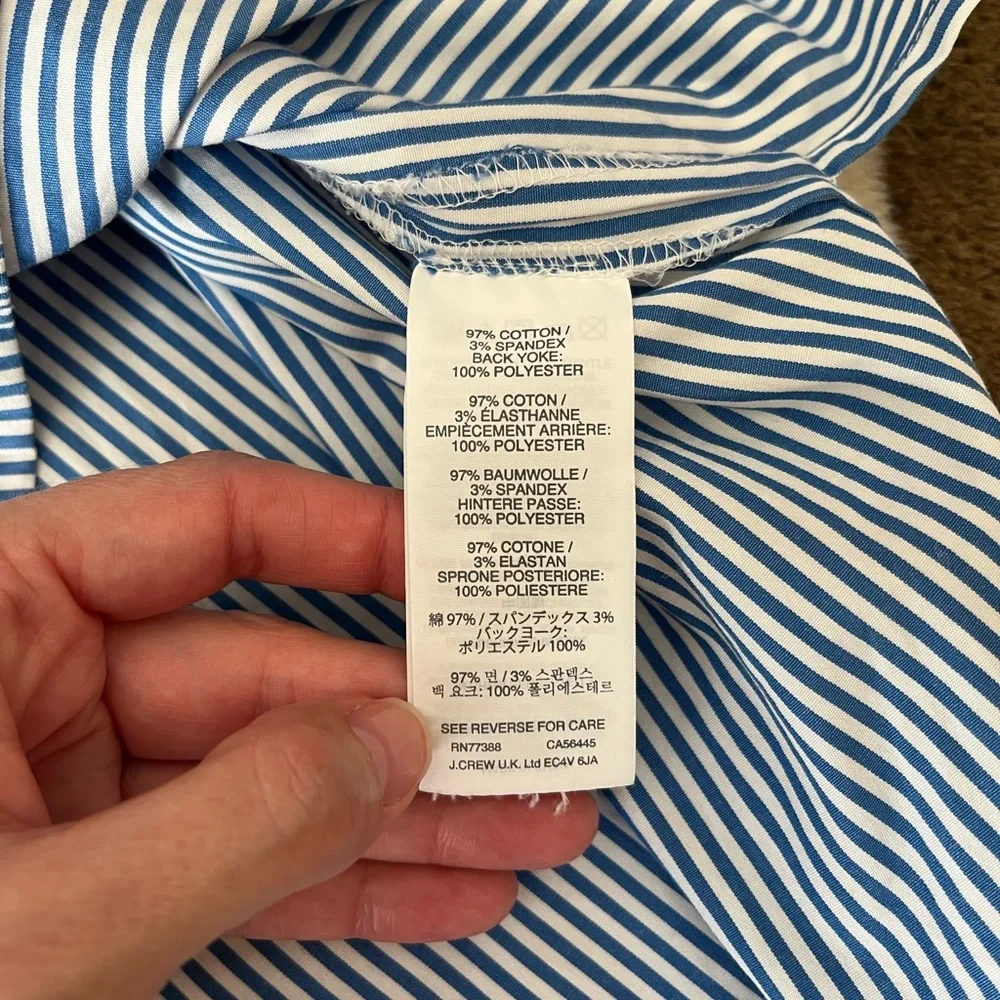 97% COTTON /
3% SPANDEX
BACK YOKE:
100% POLYESTER
97% COTON /
3% ÉLASTHANNE
EMPIÈCEMENT ARRIÈRE:
100% POLYESTER
97% BAUMWOLLE /
3% SPANDEX
HINTERE PASSE:
100% POLYESTER
97% COTONE /
3% ELASTAN
SPRONE POSTERIORE:
100% POLIESTERE
綿 97% / スパンデックス 3%
バックヨーク:
ポリエステル 100%
97% 면 / 3% 스판덱스
백 요크: 100% 폴리에스테르
SEE REVERSE FOR CARE
RN77388 CA56445
J.CREW U.K. Ltd EC4V 6JA